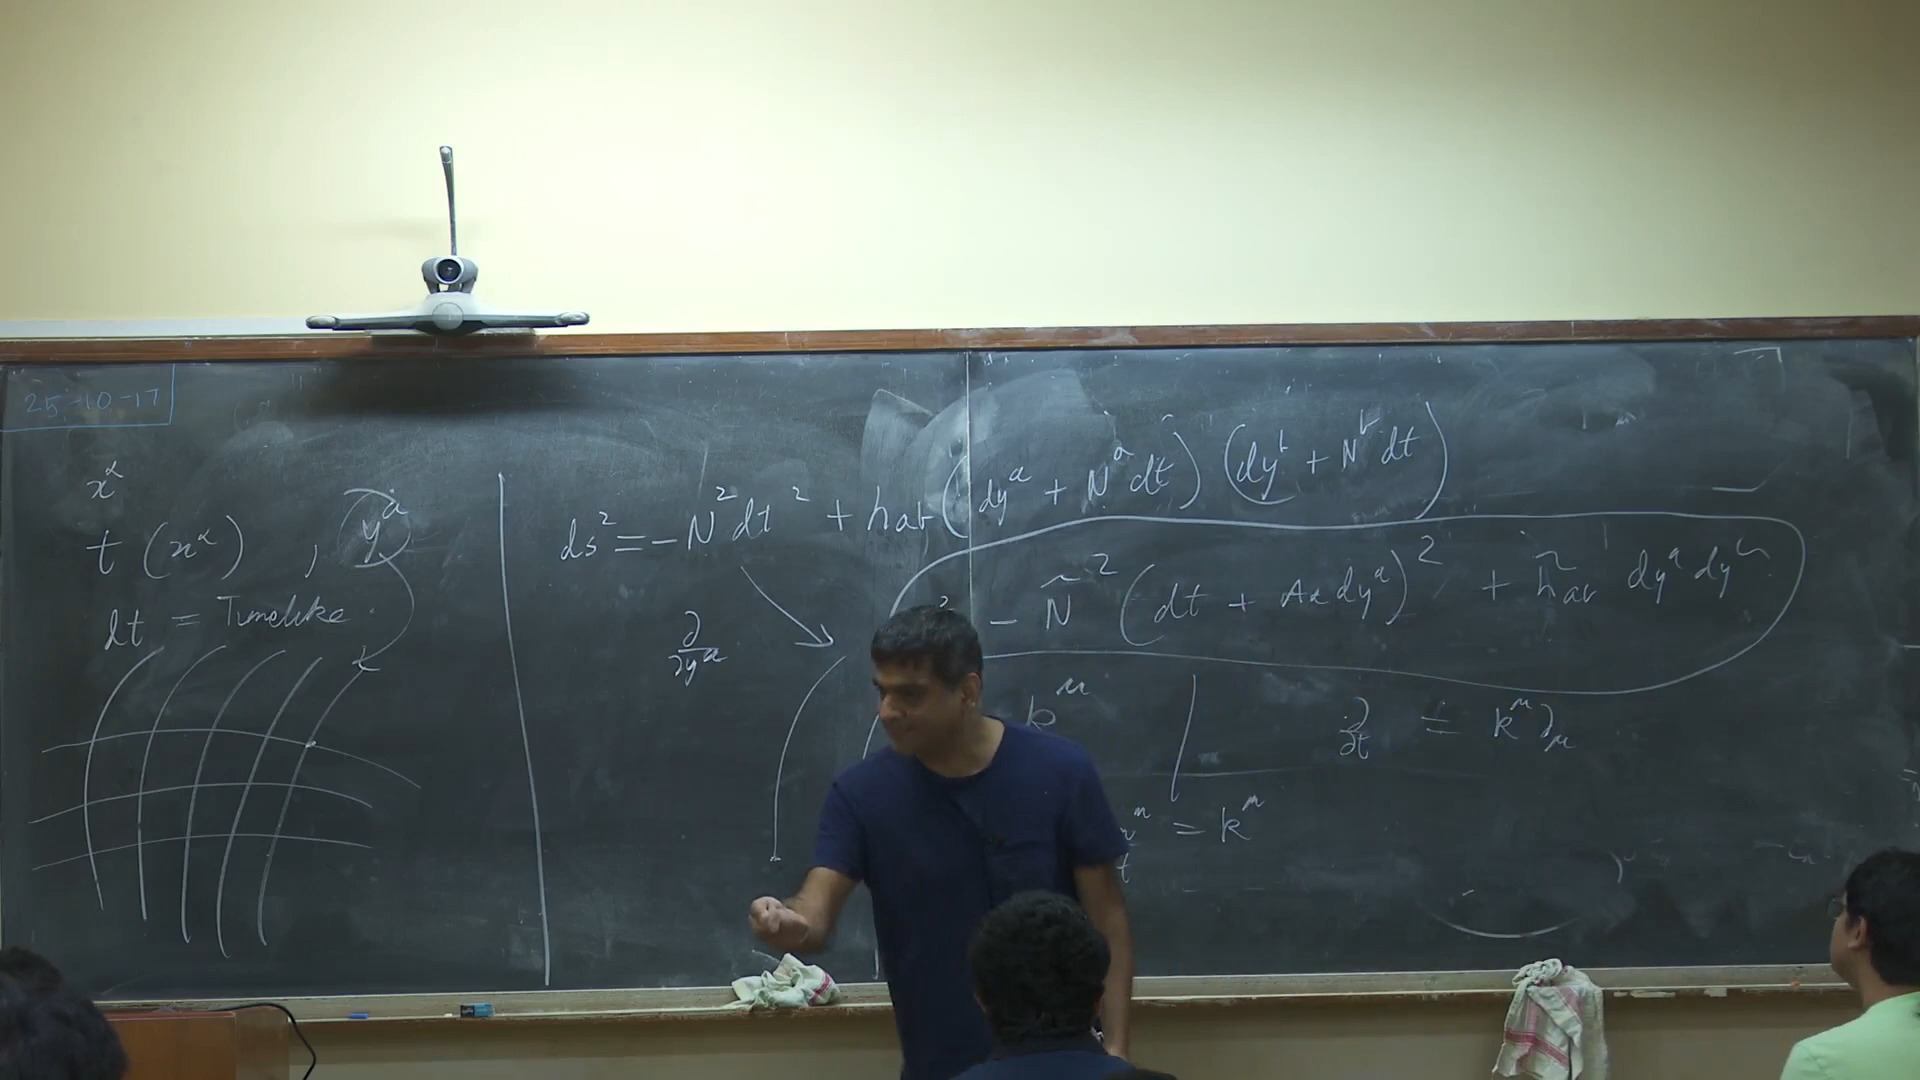 25-10-17
x^α
t (x^α) , y^a
dt = Timelike
ds² = - N² dt² + h_ab (dy^a + N^a dt) (dy^b + N^b dt)
- Ñ² (dt + A_a dy^a)² + h̃_ab dy^a dy^b
∂/∂y^a
k^μ
∂/∂t = k^μ ∂_μ
= k^μ